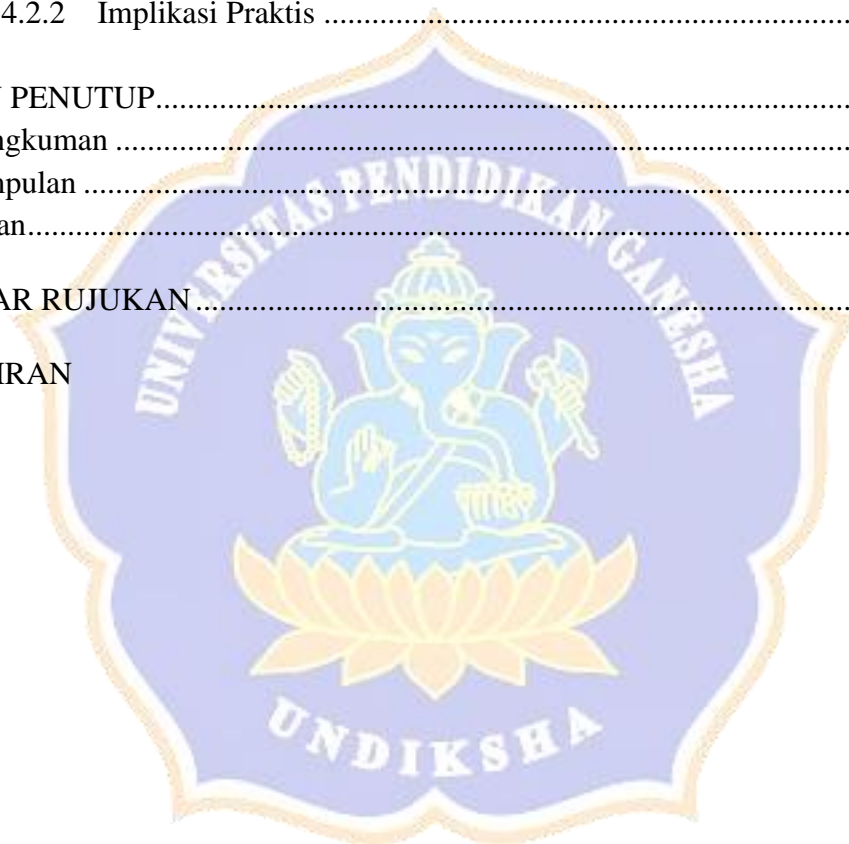 4.2.2 Implikasi Praktis ..........................................................................
PENUTUP..........................................................................................
ngkuman ..........................................................................................
npulan ..............................................................................................
an......................................................................................................
AR RUJUKAN ..................................................................................
IRAN
UNIVERSITAS PENDIDIKAN GANESHA
UNDIKSHA